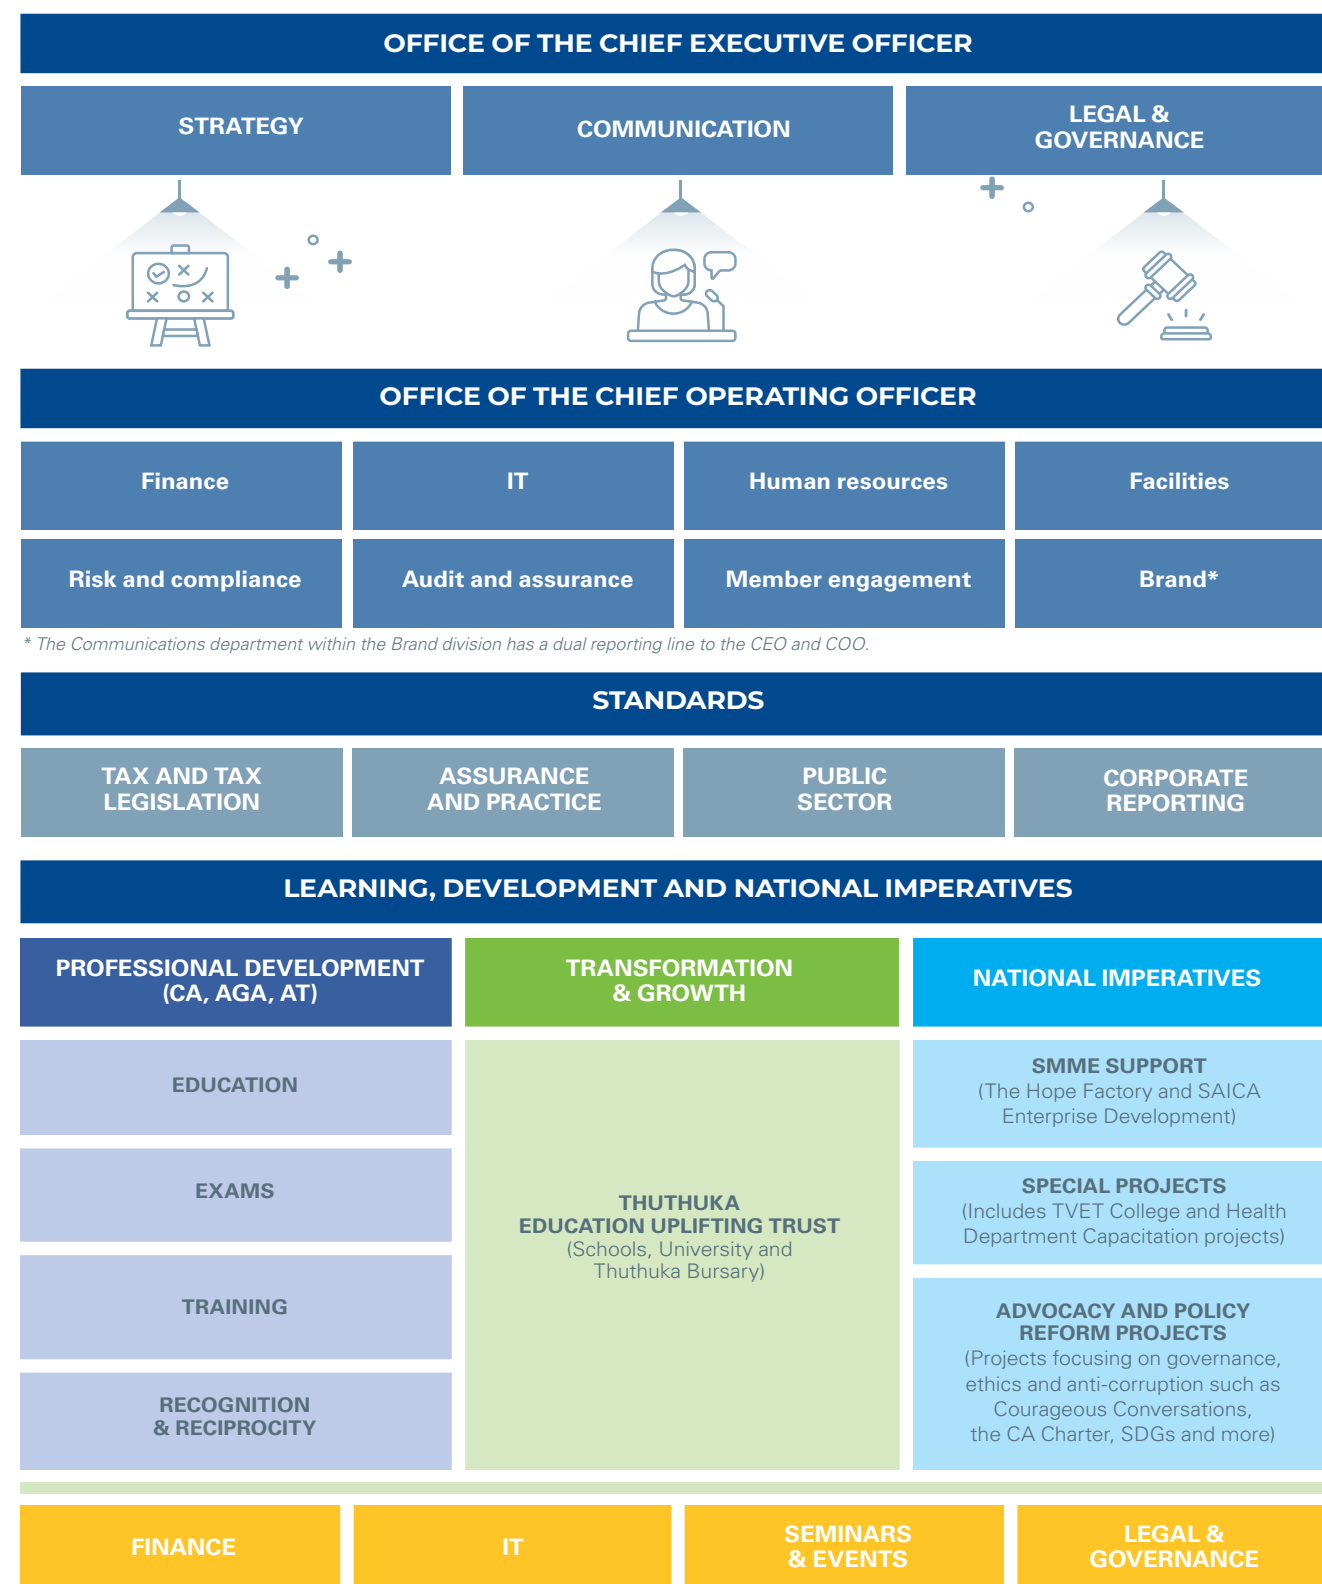 OFFICE OF THE CHIEF EXECUTIVE OFFICER
STRATEGY
COMMUNICATION
LEGAL &
GOVERNANCE
OFFICE OF THE CHIEF OPERATING OFFICER
Finance
IT
Human resources
Facilities
Risk and compliance
Audit and assurance
Member engagement
Brand*
* The Communications department within the Brand division has a dual reporting line to the CEO and COO.
STANDARDS
TAX AND TAX
LEGISLATION
ASSURANCE
AND PRACTICE
PUBLIC
SECTOR
CORPORATE
REPORTING
LEARNING, DEVELOPMENT AND NATIONAL IMPERATIVES
PROFESSIONAL DEVELOPMENT
(CA, AGA, AT)
EDUCATION
EXAMS
TRAINING
RECOGNITION
& RECIPROCITY
TRANSFORMATION
& GROWTH
THUTHUKA
EDUCATION UPLIFTING TRUST
(Schools, University and
Thuthuka Bursary)
NATIONAL IMPERATIVES
SMME SUPPORT
(The Hope Factory and SAICA
Enterprise Development)
SPECIAL PROJECTS
(Includes TVET College and Health
Department Capacitation projects)
ADVOCACY AND POLICY
REFORM PROJECTS
(Projects focusing on governance,
ethics and anti-corruption such as
Courageous Conversations,
the CA Charter, SDGs and more)
FINANCE
IT
SEMINARS
& EVENTS
LEGAL &
GOVERNANCE